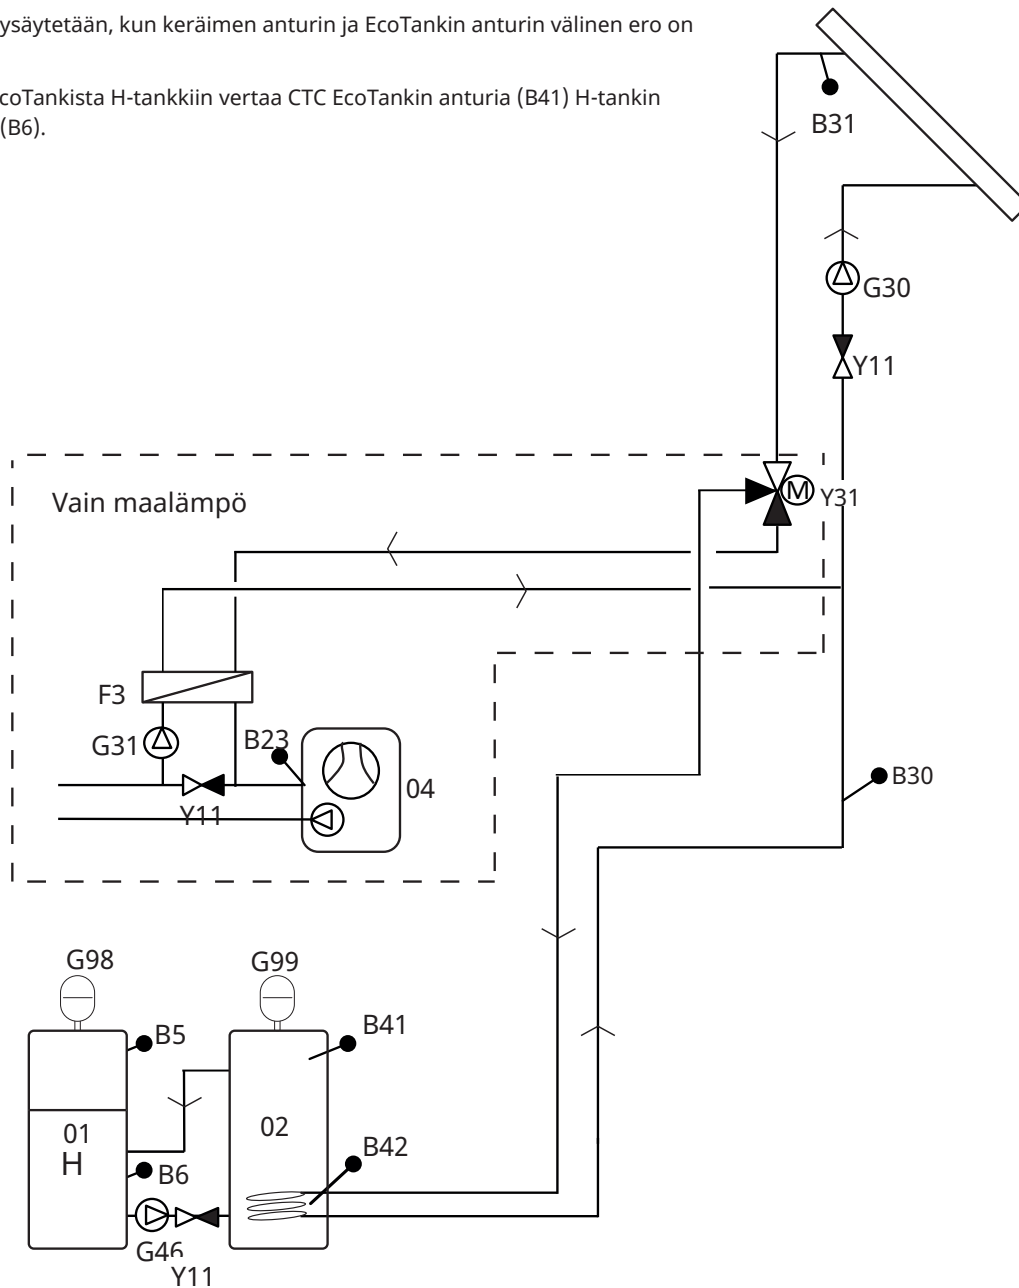 ysäytetään, kun keräimen anturin ja EcoTankin anturin välinen ero on
coTankista H-tankkiin vertaa CTC EcoTankin anturia (B41) H-tankin
(B6).
B31
G30
Y11
Vain maalämpö
M
Y31
F3
G31
B23
04
Y11
B30
G98
G99
B5
B41
01
H
02
B42
B6
G46
Y11